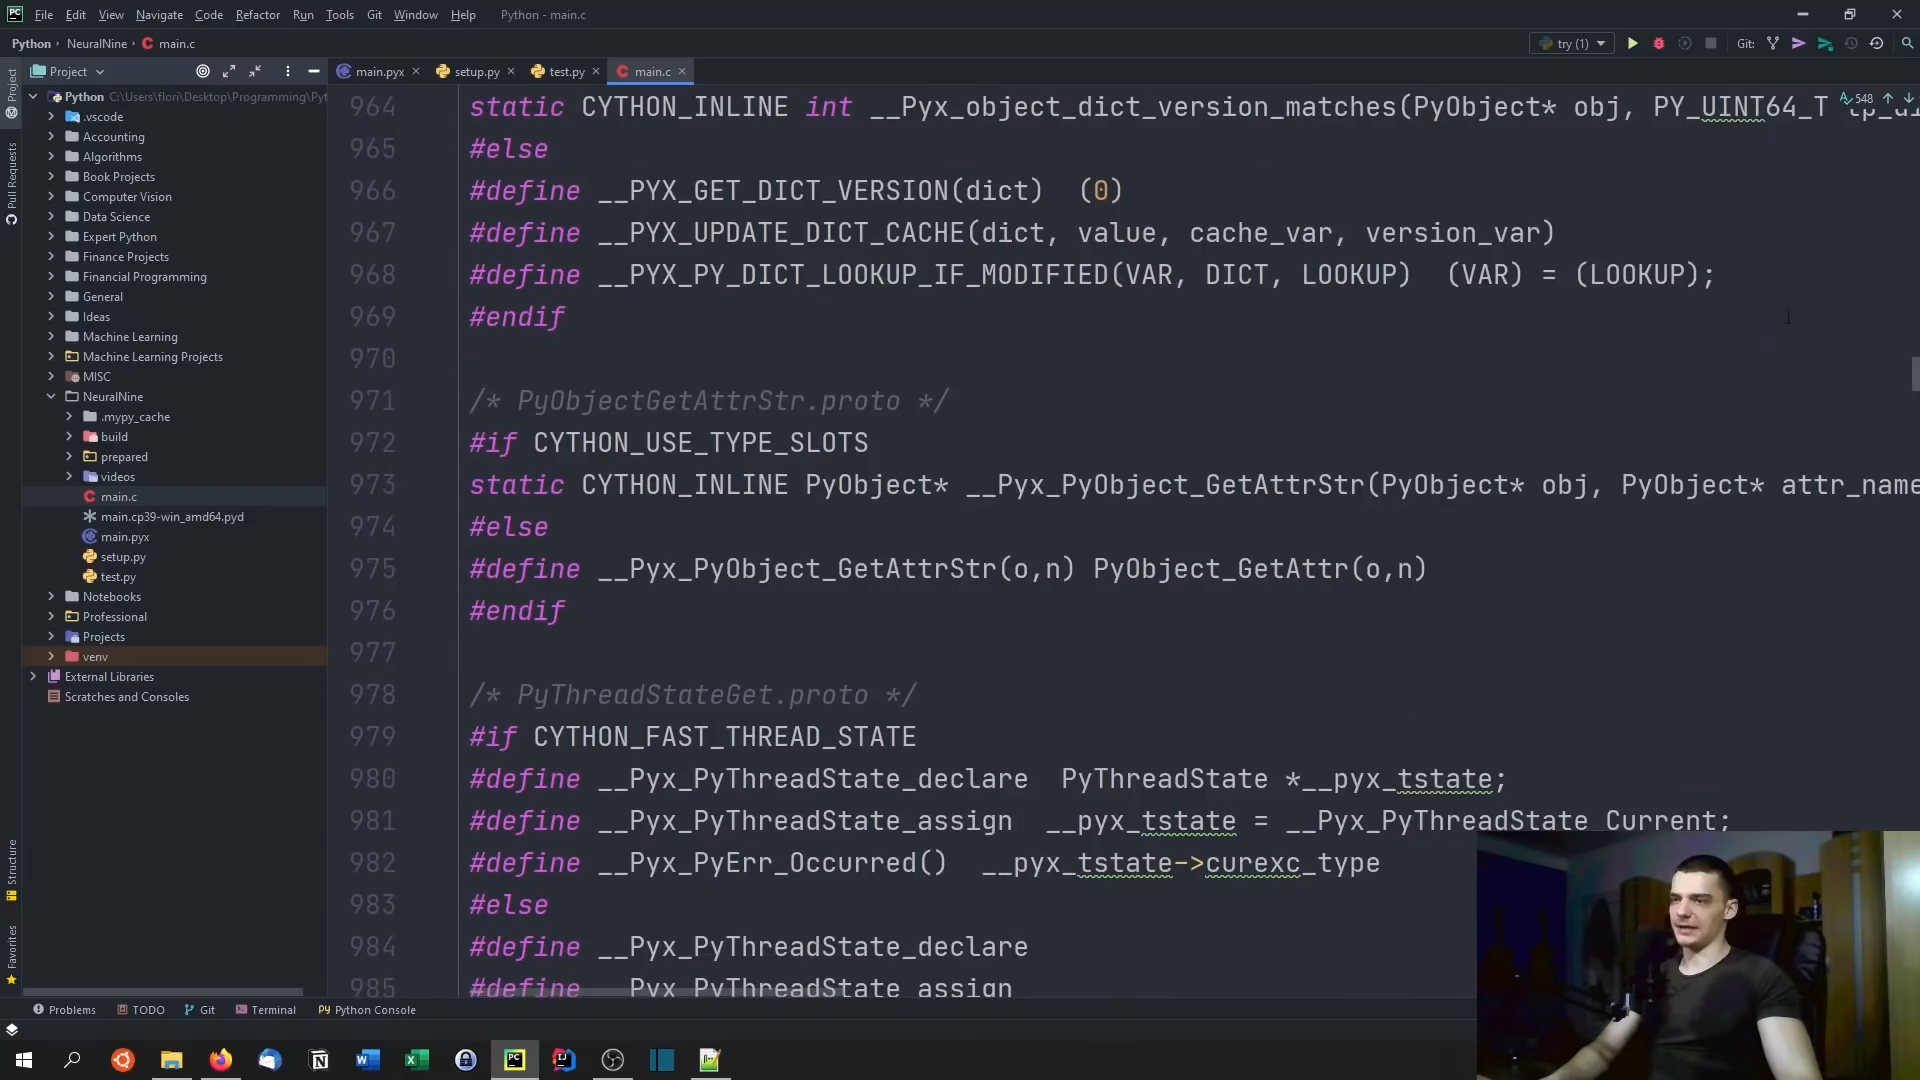 File Edit View Navigate Code Refactor Run Tools Git Window Help Python - main.c
Python NeuralNine main.c
try (1) Git:
Project
main.pyx setup.py test.py main.c
Project
Pull Requests
Structure
Favorites
Python C:\Users\flori\Desktop\Programming\Pyt
.vscode
Accounting
Algorithms
Book Projects
Computer Vision
Data Science
Expert Python
Finance Projects
Financial Programming
General
Ideas
Machine Learning
Machine Learning Projects
MISC
NeuralNine
.mypy_cache
build
prepared
videos
main.c
main.cp39-win_amd64.pyd
main.pyx
setup.py
test.py
Notebooks
Professional
Projects
venv
External Libraries
Scratches and Consoles
548
964 static CYTHON_INLINE int __Pyx_object_dict_version_matches(PyObject* obj, PY_UINT64_T tp_di
965 #else
966 #define __PYX_GET_DICT_VERSION(dict) (0)
967 #define __PYX_UPDATE_DICT_CACHE(dict, value, cache_var, version_var)
968 #define __PYX_PY_DICT_LOOKUP_IF_MODIFIED(VAR, DICT, LOOKUP) (VAR) = (LOOKUP);
969 #endif
970
971 /* PyObjectGetAttrStr.proto */
972 #if CYTHON_USE_TYPE_SLOTS
973 static CYTHON_INLINE PyObject* __Pyx_PyObject_GetAttrStr(PyObject* obj, PyObject* attr_name
974 #else
975 #define __Pyx_PyObject_GetAttrStr(o,n) PyObject_GetAttr(o,n)
976 #endif
977
978 /* PyThreadStateGet.proto */
979 #if CYTHON_FAST_THREAD_STATE
980 #define __Pyx_PyThreadState_declare PyThreadState *__pyx_tstate;
981 #define __Pyx_PyThreadState_assign __pyx_tstate = __Pyx_PyThreadState_Current;
982 #define __Pyx_PyErr_Occurred() __pyx_tstate->curexc_type
983 #else
984 #define __Pyx_PyThreadState_declare
985 #define __Pyx_PyThreadState_assign
Problems TODO Git Terminal Python Console